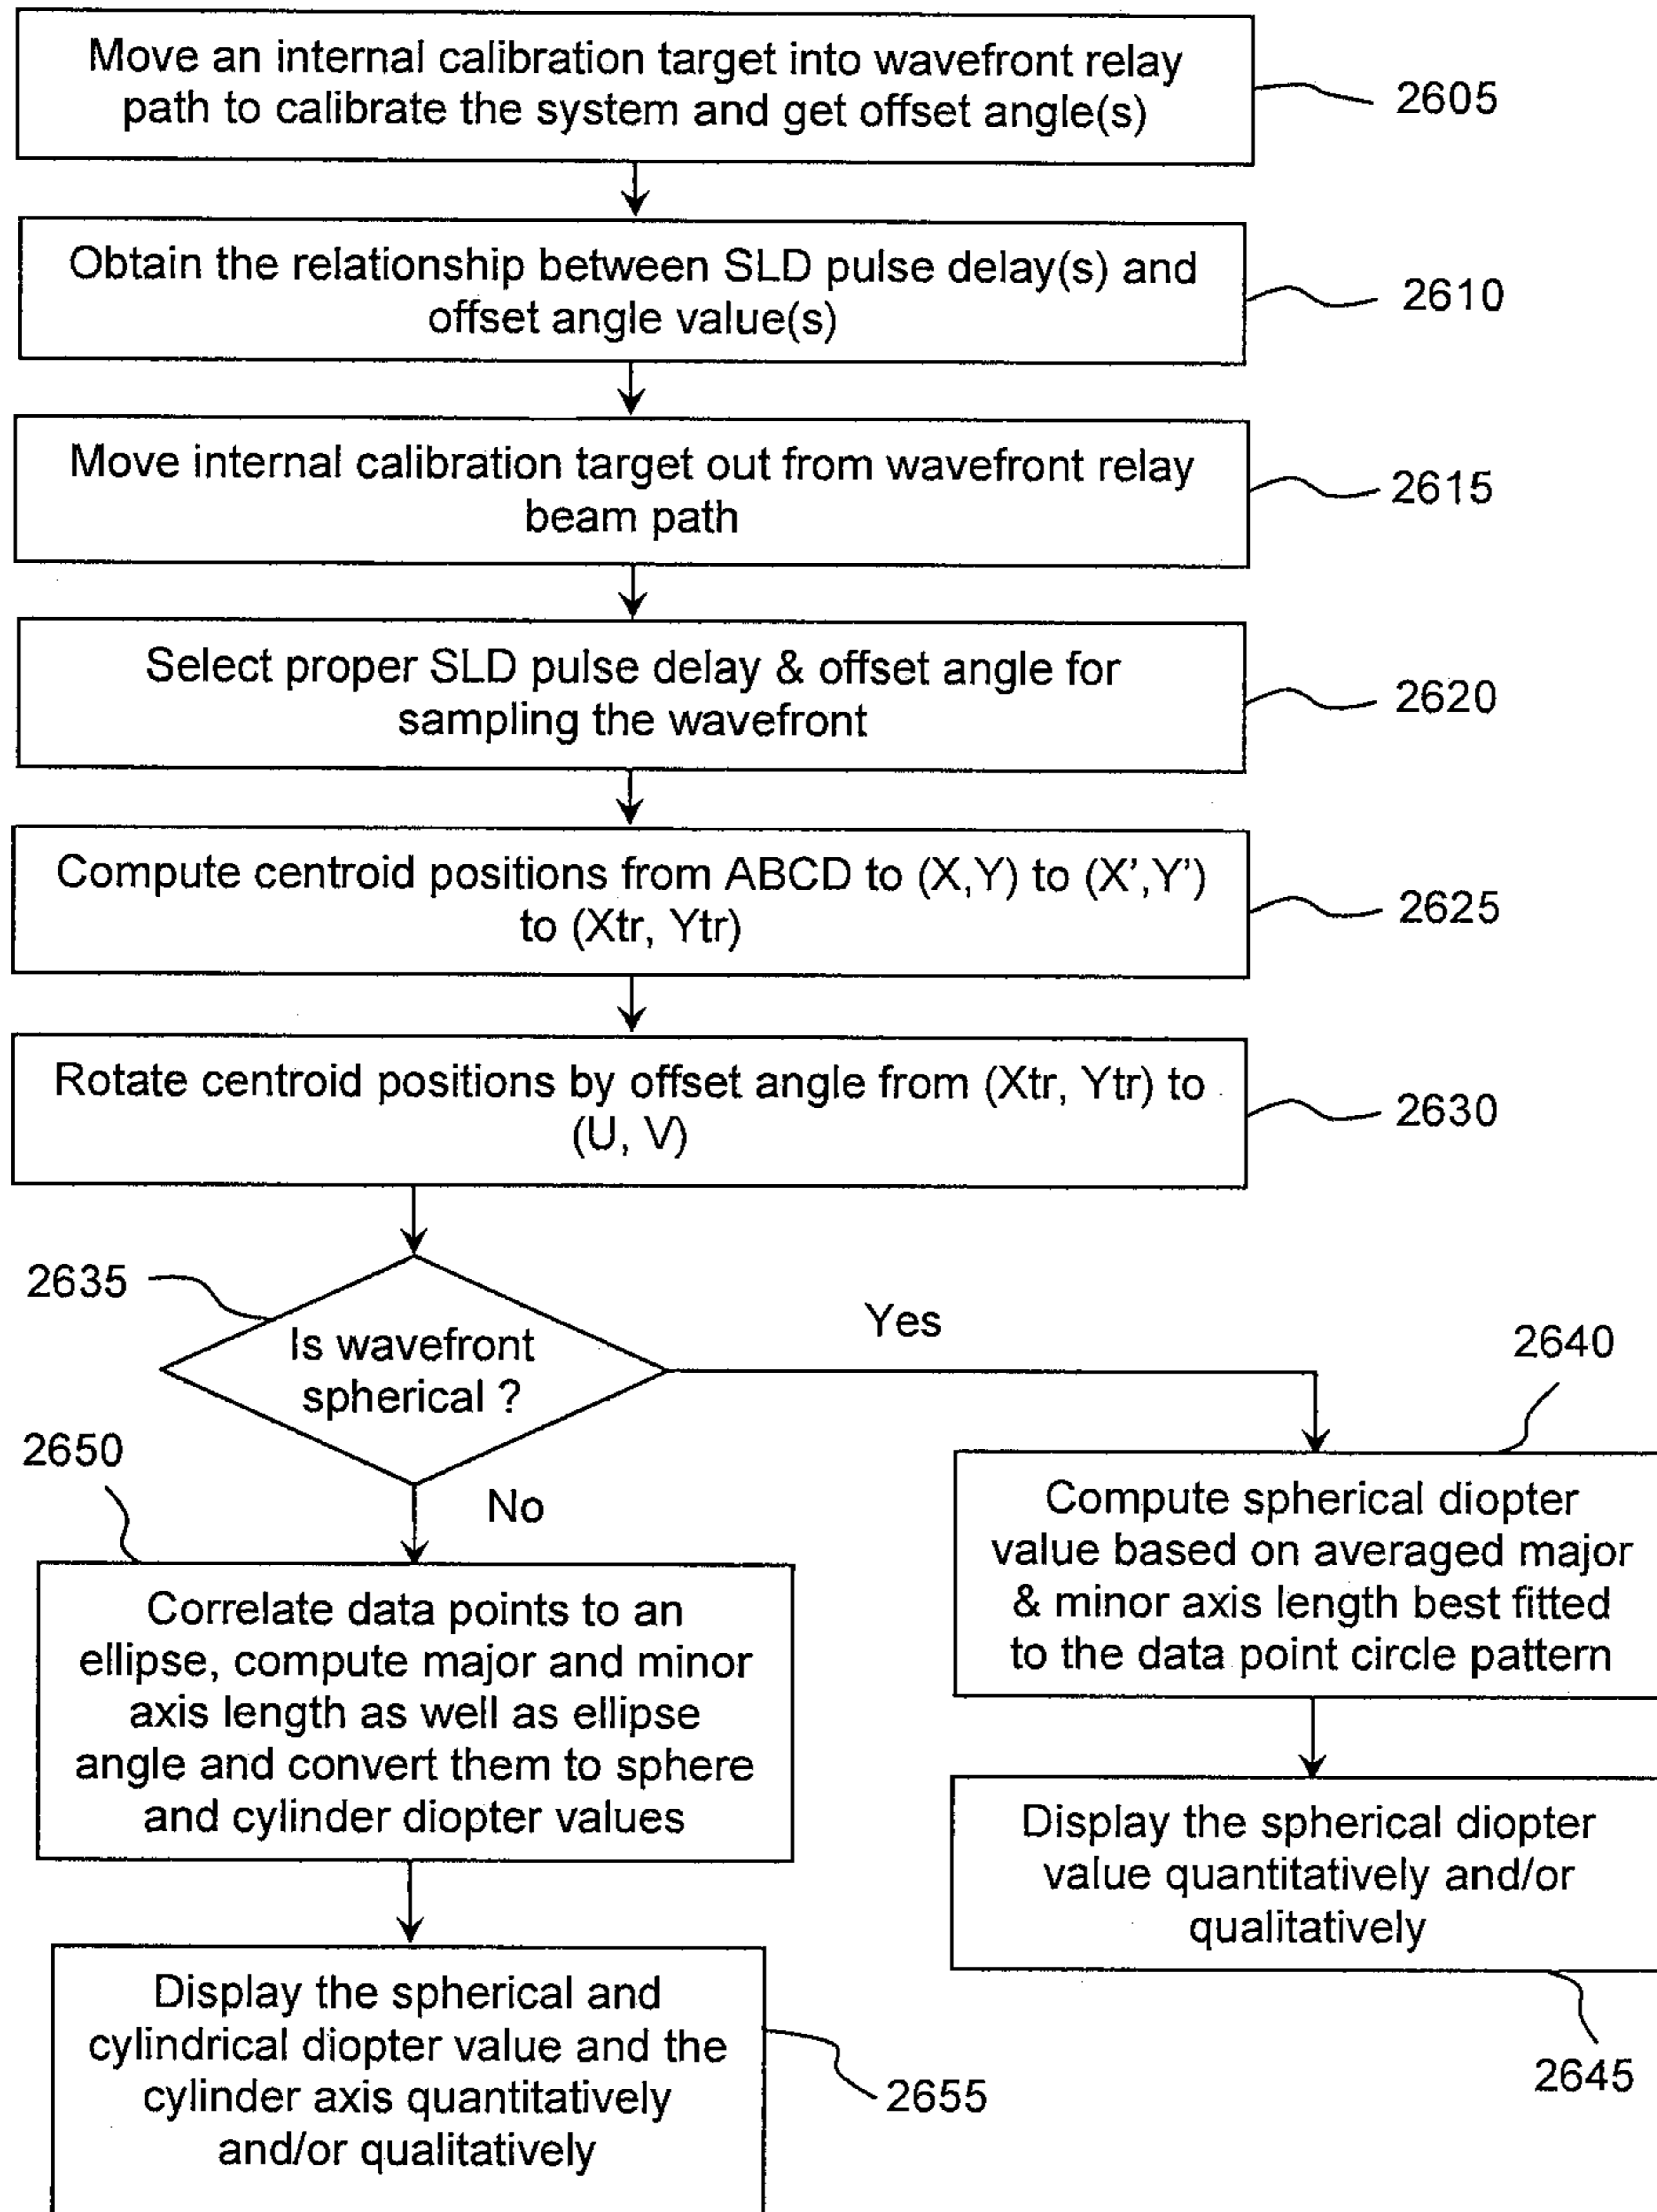 Move an internal calibration target into wavefront relay
path to calibrate the system and get offset angle(s)
2605
Obtain the relationship between SLD pulse delay(s) and
offset angle value(s)
2610
Move internal calibration target out from wavefront relay
beam path
2615
Select proper SLD pulse delay & offset angle for
sampling the wavefront
2620
Compute centroid positions from ABCD to (X,Y) to (X',Y')
to (Xtr, Ytr)
2625
Rotate centroid positions by offset angle from (Xtr, Ytr) to
(U, V)
2630
2635
Is wavefront
spherical ?
Yes
No
2640
Compute spherical diopter
value based on averaged major
& minor axis length best fitted
to the data point circle pattern
2650
Correlate data points to an
ellipse, compute major and minor
axis length as well as ellipse
angle and convert them to sphere
and cylinder diopter values
Display the spherical diopter
value quantitatively and/or
qualitatively
2645
Display the spherical and
cylindrical diopter value and the
cylinder axis quantitatively
and/or qualitatively
2655